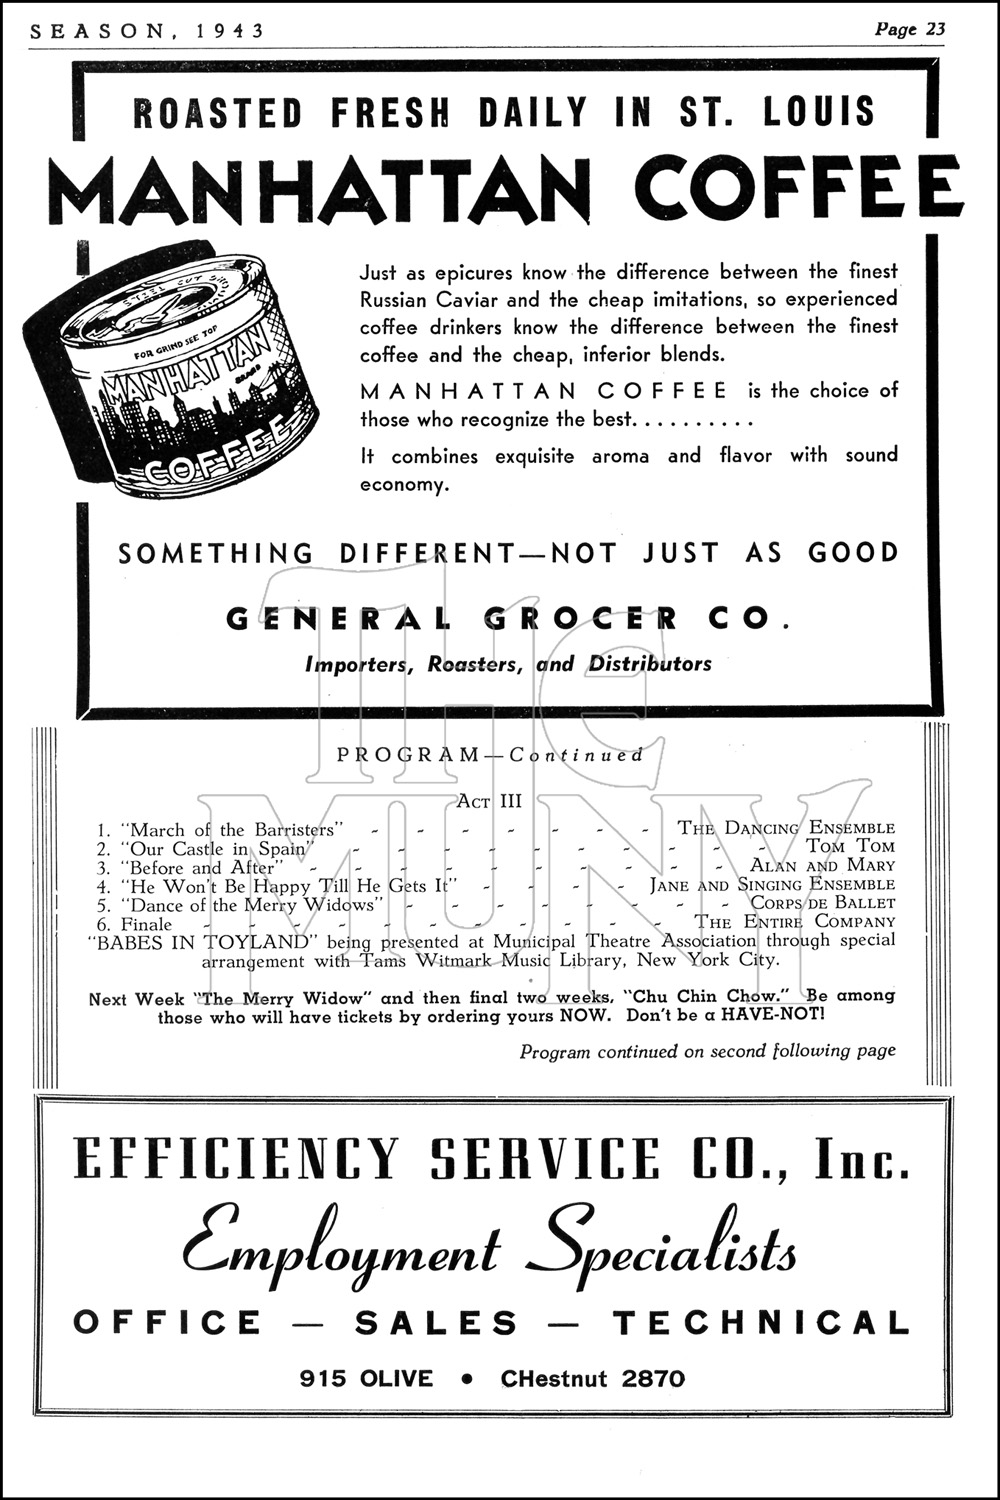 SEASON, 1943 Page 23
ROASTED FRESH DAILY IN ST. LOUIS
MANHATTAN COFFEE
STEEL CUT
FOR GRIND SEE TOP
MANHATTAN
BRAND
COFFEE
Just as epicures know the difference between the finest
Russian Caviar and the cheap imitations, so experienced
coffee drinkers know the difference between the finest
coffee and the cheap, inferior blends.
MANHATTAN COFFEE is the choice of
those who recognize the best..........
It combines exquisite aroma and flavor with sound
economy.
SOMETHING DIFFERENT—NOT JUST AS GOOD
GENERAL GROCER CO.
Importers, Roasters, and Distributors
THE
MUNY
PROGRAM—Continued
ACT III
1. "March of the Barristers" - - - - - - - THE DANCING ENSEMBLE
2. "Our Castle in Spain" - - - - - - - - - - TOM TOM
3. "Before and After" - - - - - - - - - - ALAN AND MARY
4. "He Won't Be Happy Till He Gets It" - - - - JANE AND SINGING ENSEMBLE
5. "Dance of the Merry Widows" - - - - - - - - CORPS DE BALLET
6. Finale - - - - - - - - - - - THE ENTIRE COMPANY
"BABES IN TOYLAND" being presented at Municipal Theatre Association through special
arrangement with Tams Witmark Music Library, New York City.
Next Week "The Merry Widow" and then final two weeks, "Chu Chin Chow." Be among
those who will have tickets by ordering yours NOW. Don't be a HAVE-NOT!
Program continued on second following page
EFFICIENCY SERVICE CO., Inc.
Employment Specialists
OFFICE — SALES — TECHNICAL
915 OLIVE • CHestnut 2870